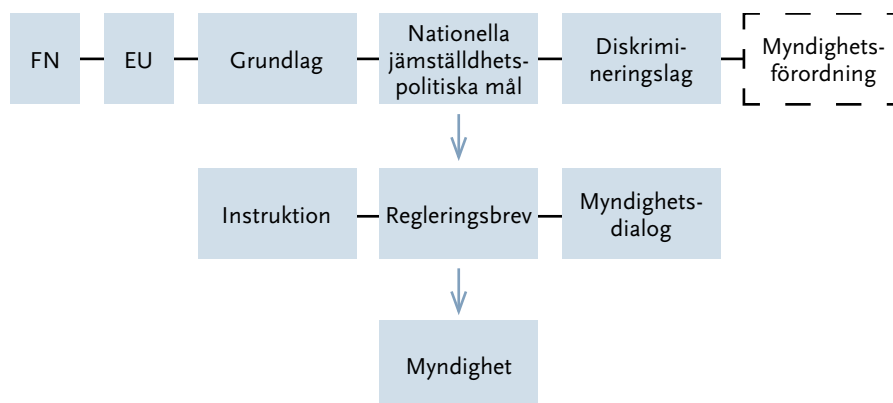 FN
EU
Grundlag
Nationella
jämställdhets-
politiska mål
Diskrimi-
neringslag
Myndighets-
förordning
Instruktion
Regleringsbrev
Myndighets-
dialog
Myndighet